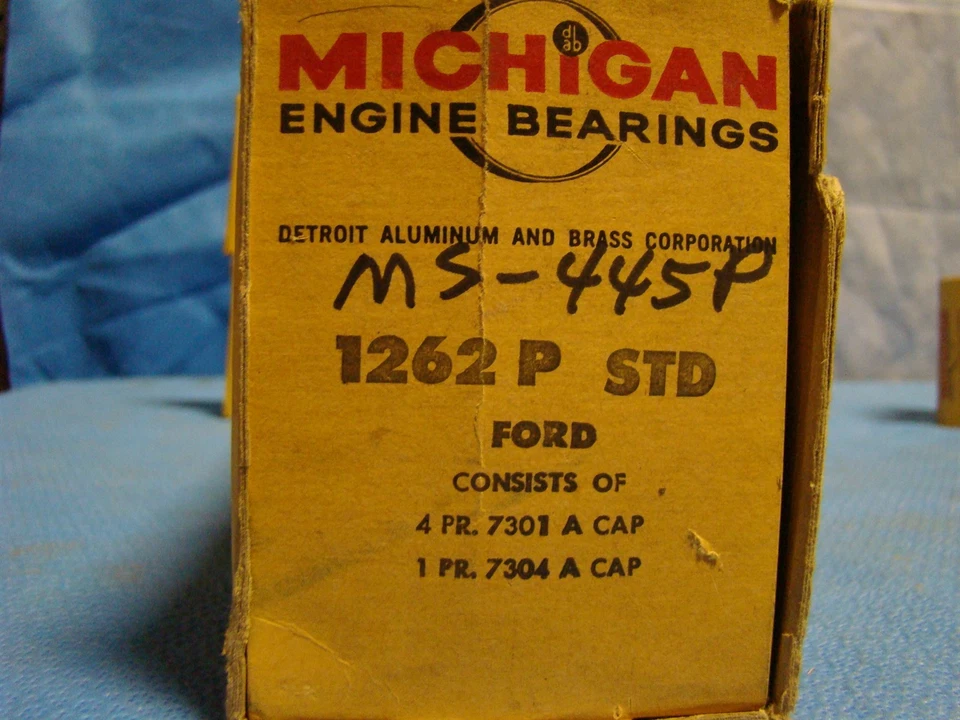 d
ab
MICHIGAN
ENGINE BEARINGS
DETROIT ALUMINUM AND BRASS CORPORATION
MS-445P
1262 P STD
FORD
CONSISTS OF
4 PR. 7301 A CAP
1 PR. 7304 A CAP